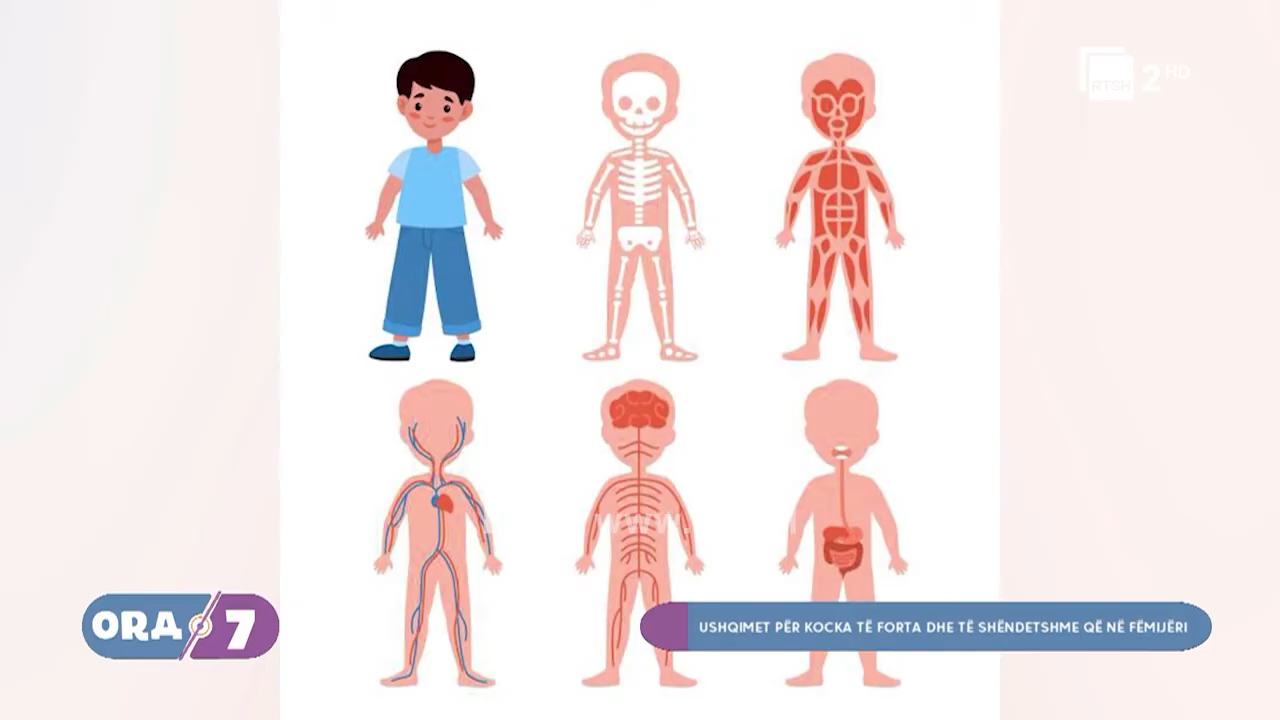 RTSH 2 HD
ORA 7
USHQIMET PËR KOCKA TË FORTA DHE TË SHËNDETSHME QË NË FËMIJËRI